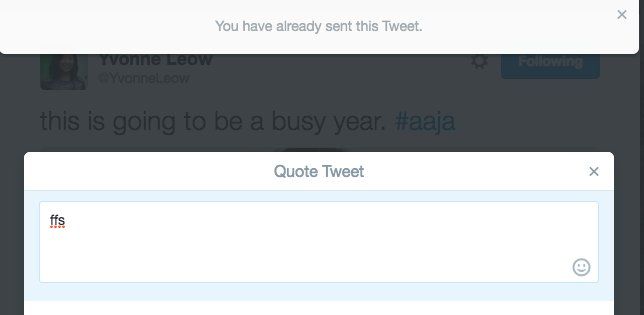 You have already sent this Tweet.
Yvonne Leow
@YvonneLeow
Following
this is going to be a busy year. #aaja
Quote Tweet
ffs